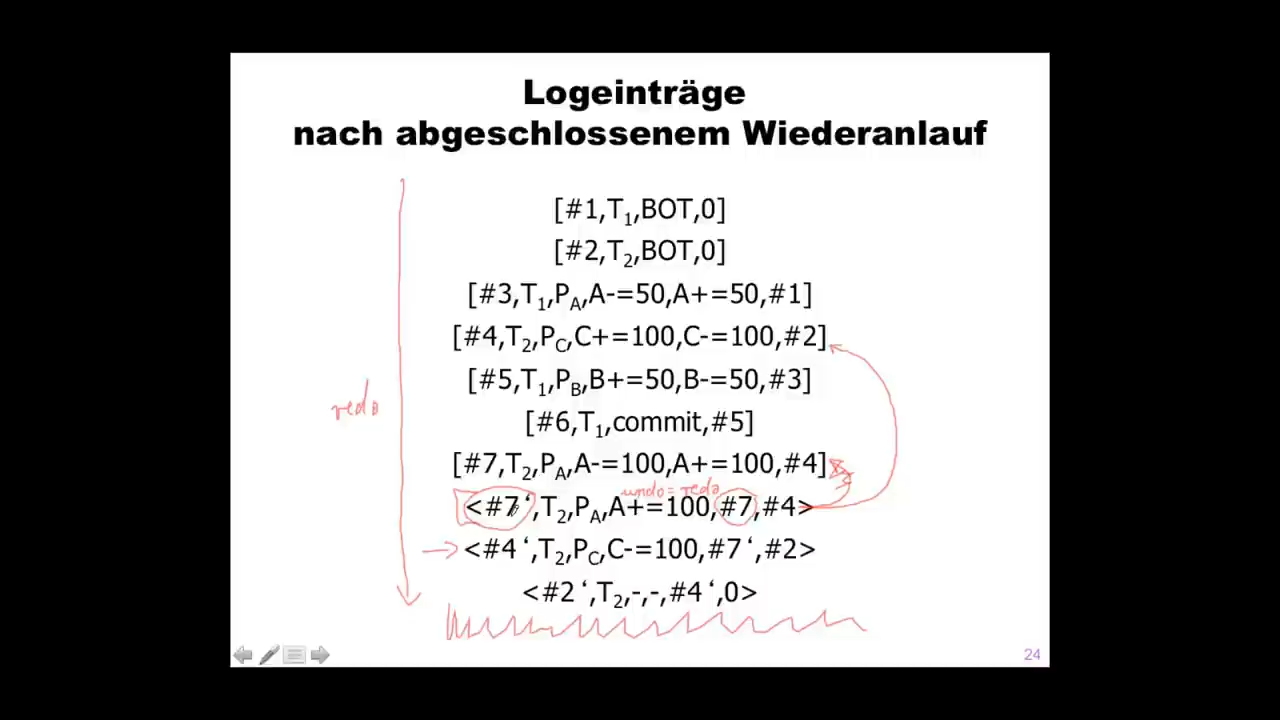 Logeinträge
nach abgeschlossenem Wiederanlauf
[#1,T1,BOT,0]
[#2,T2,BOT,0]
[#3,T1,PA,A-=50,A+=50,#1]
[#4,T2,PC,C+=100,C-=100,#2]
[#5,T1,PB,B+=50,B-=50,#3]
redo
[#6,T1,commit,#5]
[#7,T2,PA,A-=100,A+=100,#4]
undo = redo
<#7‘,T2,PA,A+=100,#7,#4>
<#4‘,T2,PC,C-=100,#7‘,#2>
<#2‘,T2,-,-,#4‘,0>
24